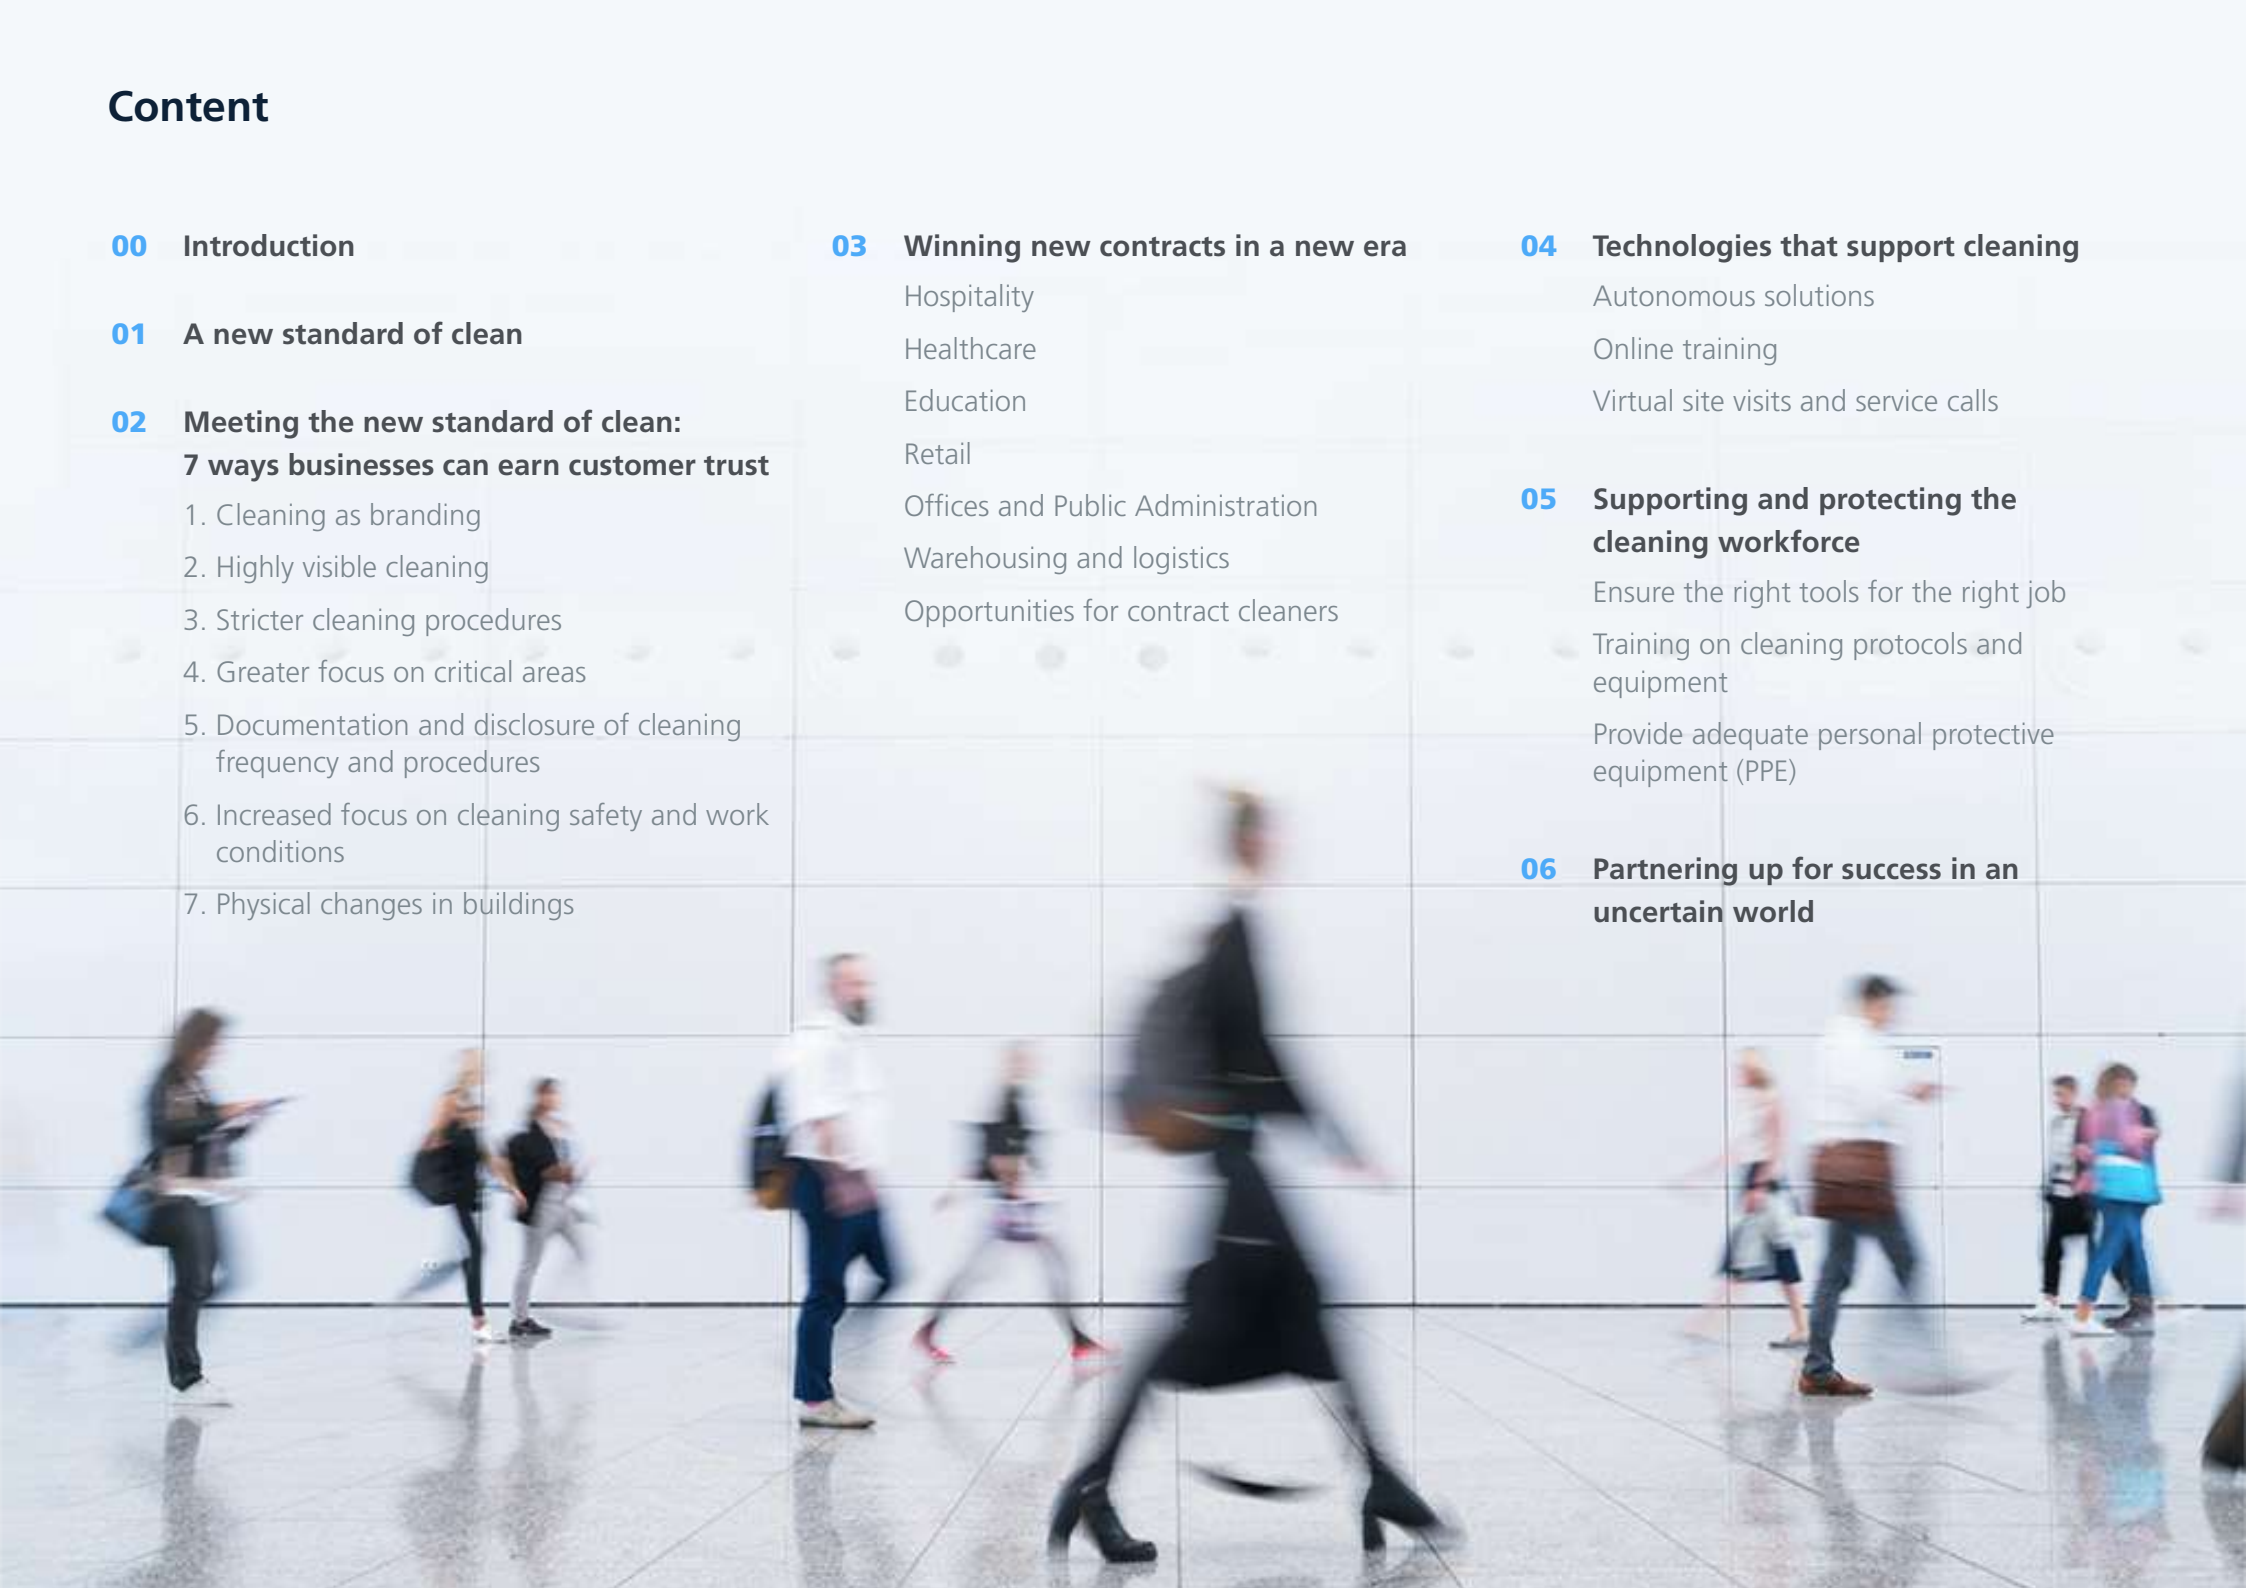 Content
00 Introduction
01 A new standard of clean
02 Meeting the new standard of clean:
7 ways businesses can earn customer trust
1. Cleaning as branding
2. Highly visible cleaning
3. Stricter cleaning procedures
4. Greater focus on critical areas
5. Documentation and disclosure of cleaning
frequency and procedures
6. Increased focus on cleaning safety and work
conditions
7. Physical changes in buildings
03 Winning new contracts in a new era
Hospitality
Healthcare
Education
Retail
Offices and Public Administration
Warehousing and logistics
Opportunities for contract cleaners
04 Technologies that support cleaning
Autonomous solutions
Online training
Virtual site visits and service calls
05 Supporting and protecting the
cleaning workforce
Ensure the right tools for the right job
Training on cleaning protocols and
equipment
Provide adequate personal protective
equipment (PPE)
06 Partnering up for success in an
uncertain world